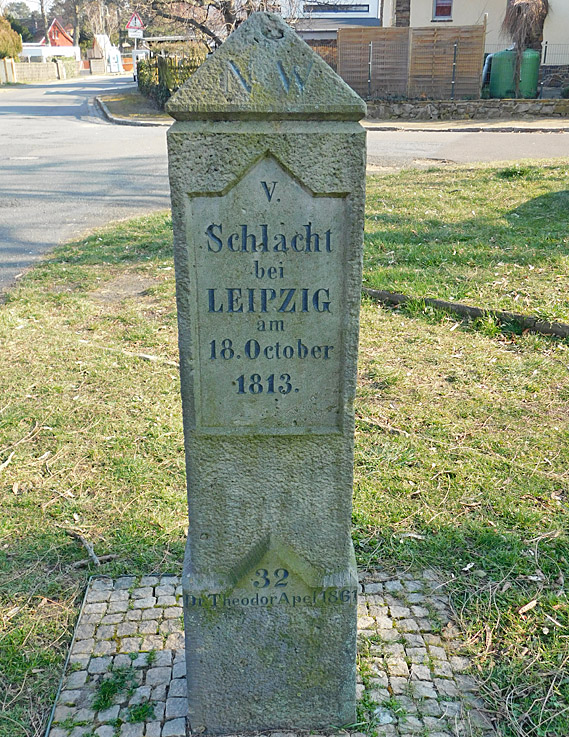 N W
V.
Schlacht
bei
LEIPZIG
am
18. October
1813.
32
Dr. Theodor Apel 1861